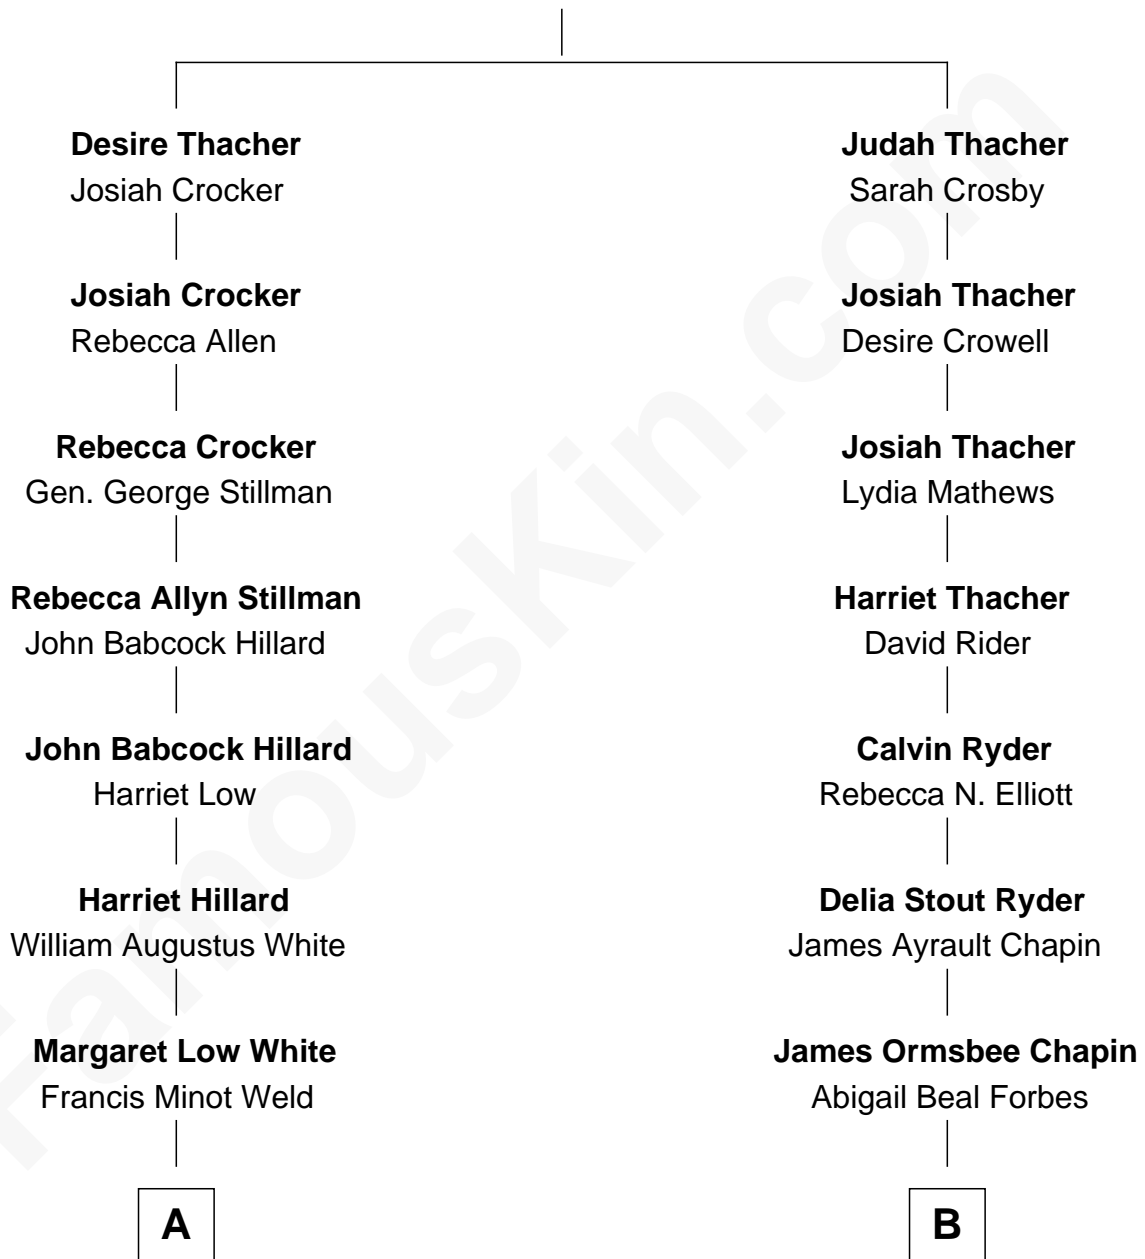 Desire Thacher
Josiah Crocker
Josiah Crocker
Rebecca Allen
Rebecca Crocker
Gen. George Stillman
Rebecca Allyn Stillman
John Babcock Hillard
John Babcock Hillard
Harriet Low
Harriet Hillard
William Augustus White
Margaret Low White
Francis Minot Weld
A
Judah Thacher
Sarah Crosby
Josiah Thacher
Desire Crowell
Josiah Thacher
Lydia Mathews
Harriet Thacher
David Rider
Calvin Ryder
Rebecca N. Elliott
Delia Stout Ryder
James Ayrault Chapin
James Ormsbee Chapin
Abigail Beal Forbes
B
FamousKin.com